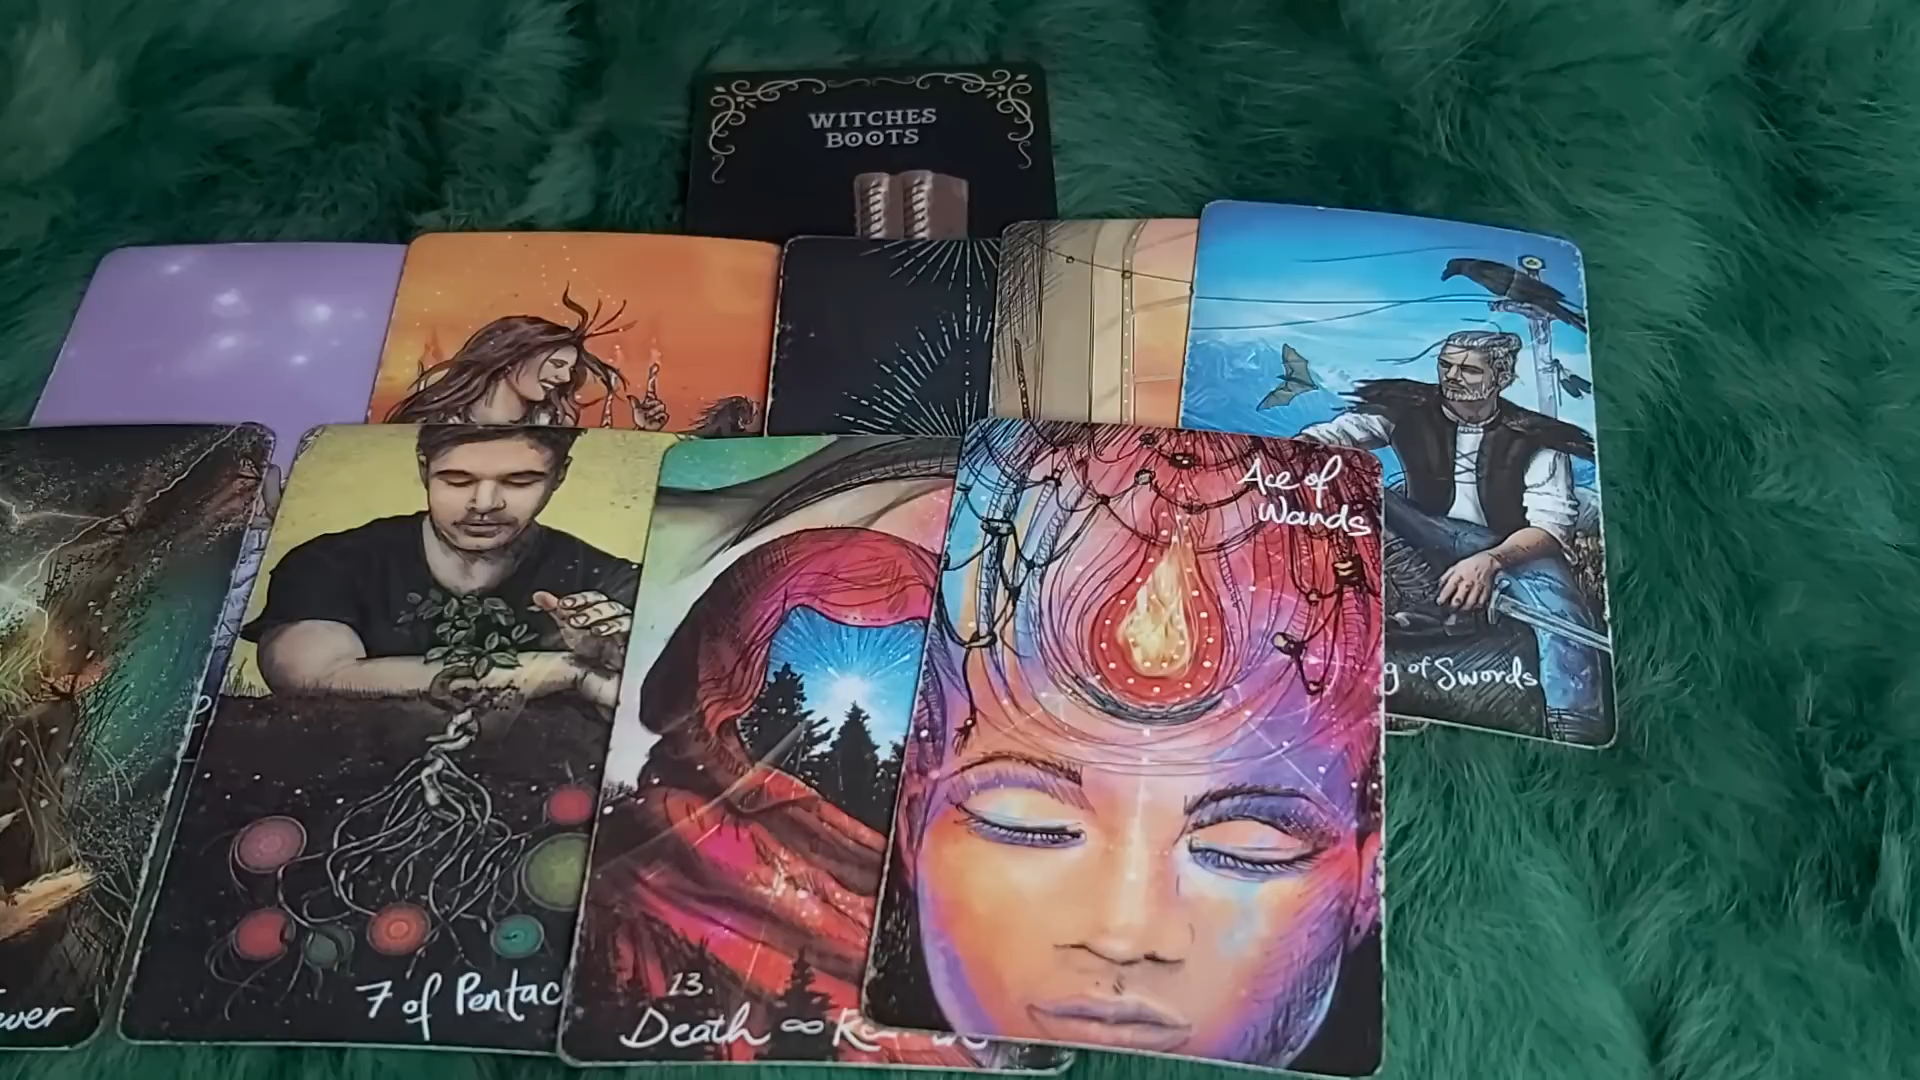 WITCHES
BOOTS
Ace of
Wands
g of Swords
7 of Pentac
13.
Death ∞
wer